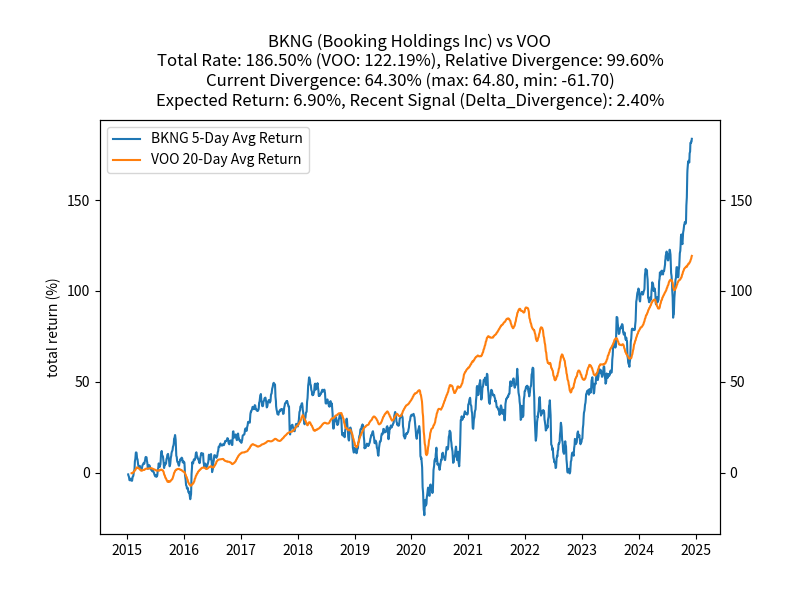 BKNG (Booking Holdings Inc) vs VOO
Total Rate: 186.50% (VOO: 122.19%), Relative Divergence: 99.60%
Current Divergence: 64.30% (max: 64.80, min: -61.70)
Expected Return: 6.90%, Recent Signal (Delta_Divergence): 2.40%
BKNG 5-Day Avg Return
VOO 20-Day Avg Return
total return (%)
150
100
50
0
150
100
50
0
2015 2016 2017 2018 2019 2020 2021 2022 2023 2024 2025